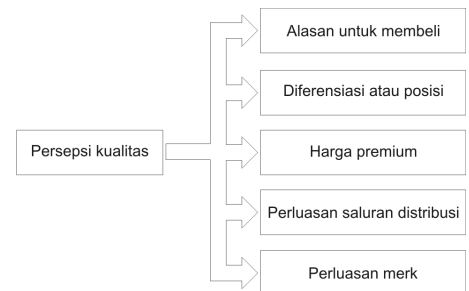 Alasan untuk membeli
Diferensiasi atau posisi
Persepsi kualitas
Harga premium
Perluasan saluran distribusi
Perluasan merk